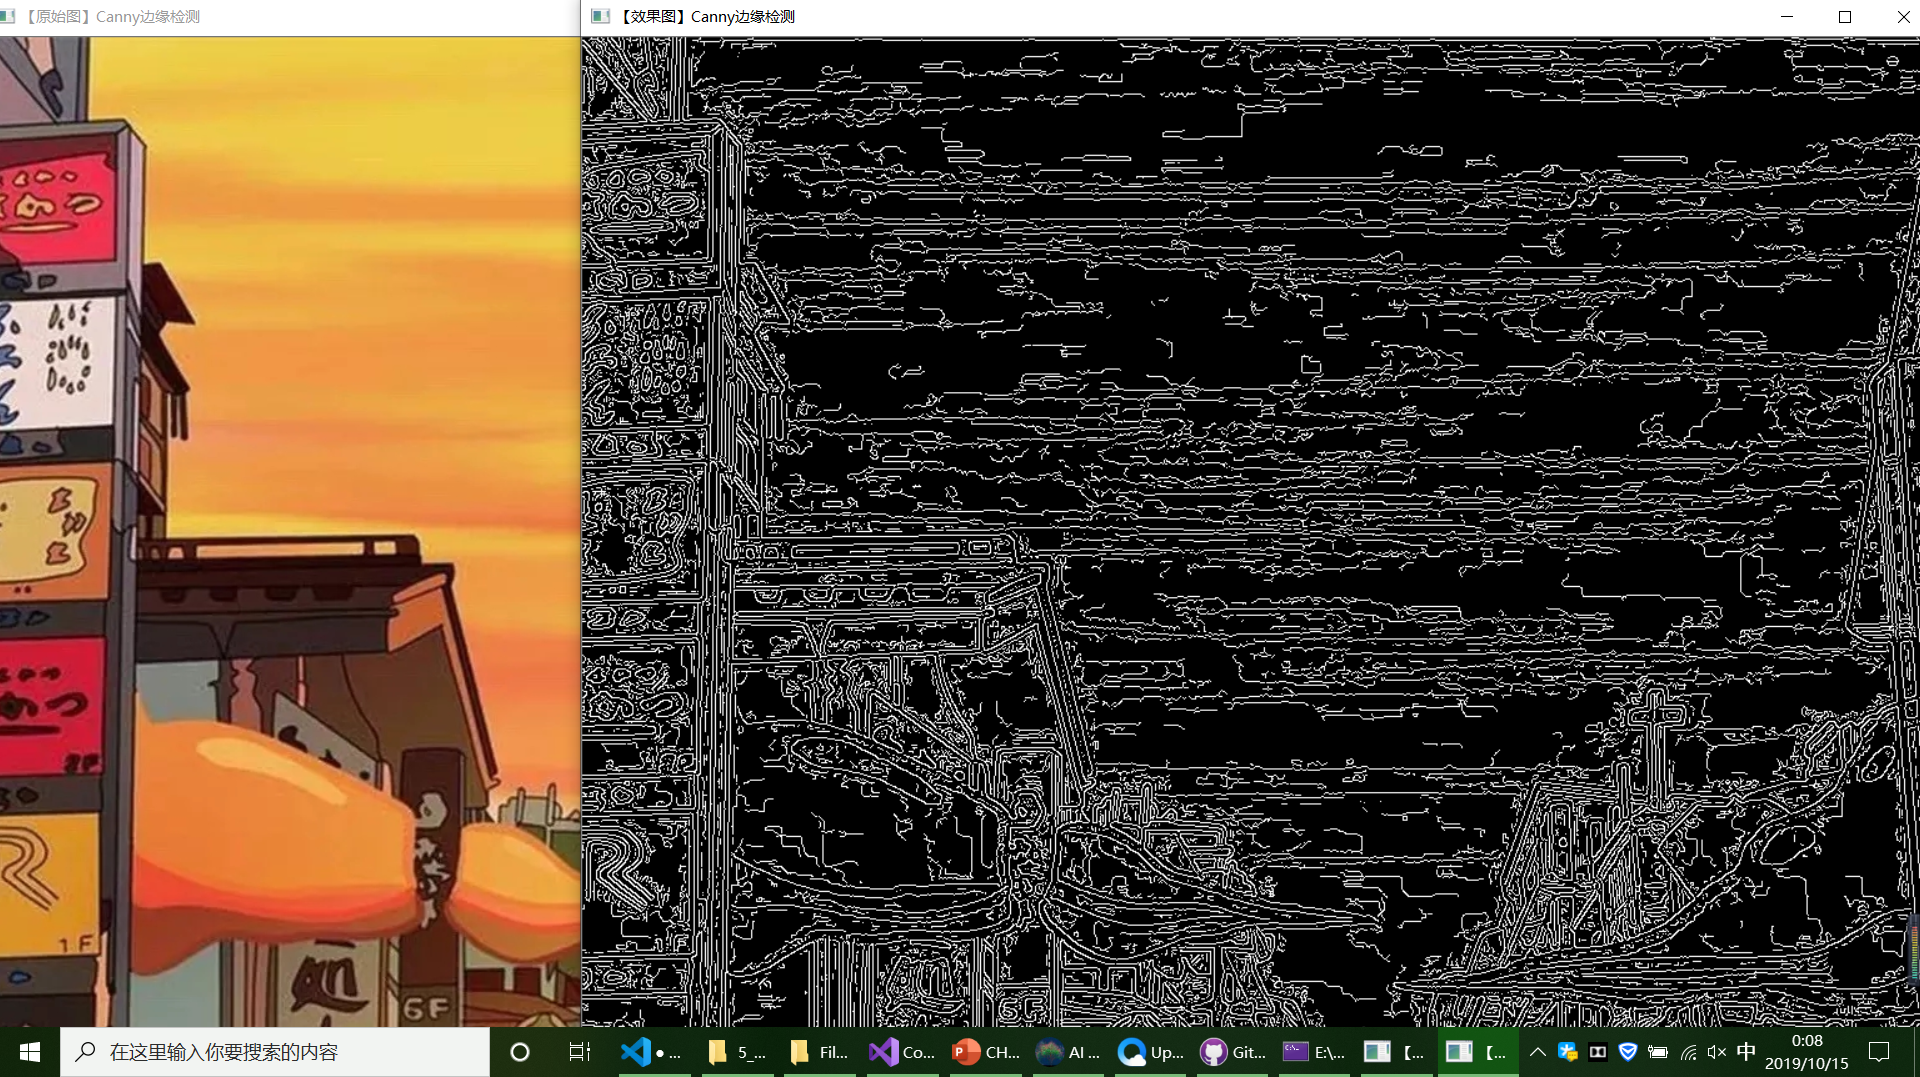 【原始图】Canny边缘检测
【效果图】Canny边缘检测
2F
1F
6F
6F
在这里输入你要搜索的内容
● ...
5_...
Fil...
Co...
CH...
AI ...
Up...
Git...
E:\...
【...
【...
中
0:08
2019/10/15